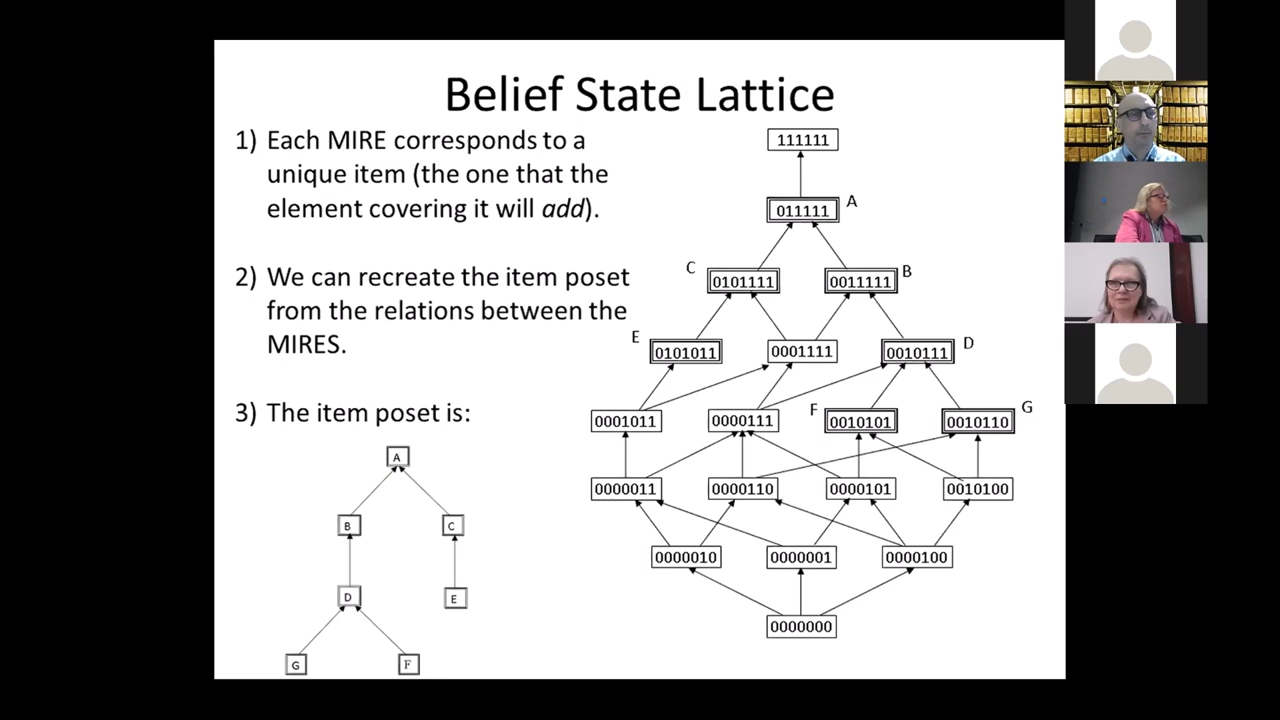 Belief State Lattice
1) Each MIRE corresponds to a
unique item (the one that the
element covering it will add).
2) We can recreate the item poset
from the relations between the
MIRES.
3) The item poset is:
A
B
C
D
E
G
F
111111
011111
A
C
0101111
0011111
B
E
0101011
0001111
0010111
D
0001011
0000111
F
0010101
0010110
G
0000011
0000110
0000101
0010100
0000010
0000001
0000100
0000000